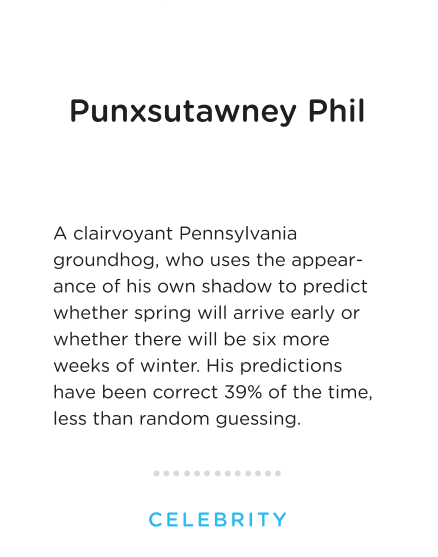 Punxsutawney Phil
A clairvoyant Pennsylvania
groundhog, who uses the appear-
ance of his own shadow to predict
whether spring will arrive early or
whether there will be six more
weeks of winter. His predictions
have been correct 39% of the time,
less than random guessing.
CELEBRITY